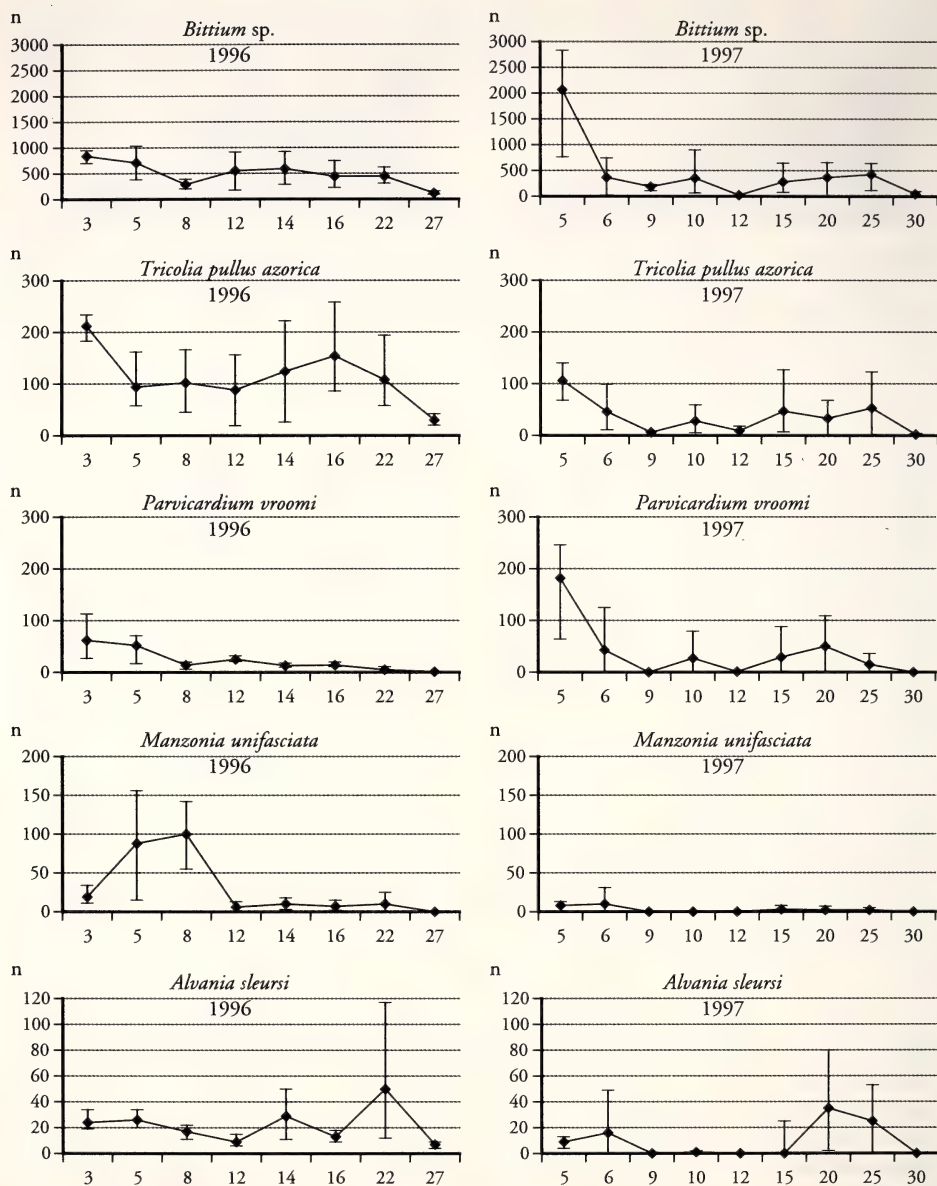 n
Bittium sp.
1996
3000
2500
2000
1500
1000
500
0
3 5 8 12 14 16 22 27
n
Bittium sp.
1997
3000
2500
2000
1500
1000
500
0
5 6 9 10 12 15 20 25 30
n
Tricolia pullus azorica
1996
300
200
100
0
3 5 8 12 14 16 22 27
n
Tricolia pullus azorica
1997
300
200
100
0
5 6 9 10 12 15 20 25 30
n
Parvicardium vroomi
1996
300
200
100
0
3 5 8 12 14 16 22 27
n
Parvicardium vroomi
1997
300
200
100
0
5 6 9 10 12 15 20 25 30
n
Manzonia unifasciata
1996
200
150
100
50
0
3 5 8 12 14 16 22 27
n
Manzonia unifasciata
1997
200
150
100
50
0
5 6 9 10 12 15 20 25 30
n
Alvania sleursi
1996
120
100
80
60
40
20
0
3 5 8 12 14 16 22 27
n
Alvania sleursi
1997
120
100
80
60
40
20
0
5 6 9 10 12 15 20 25 30